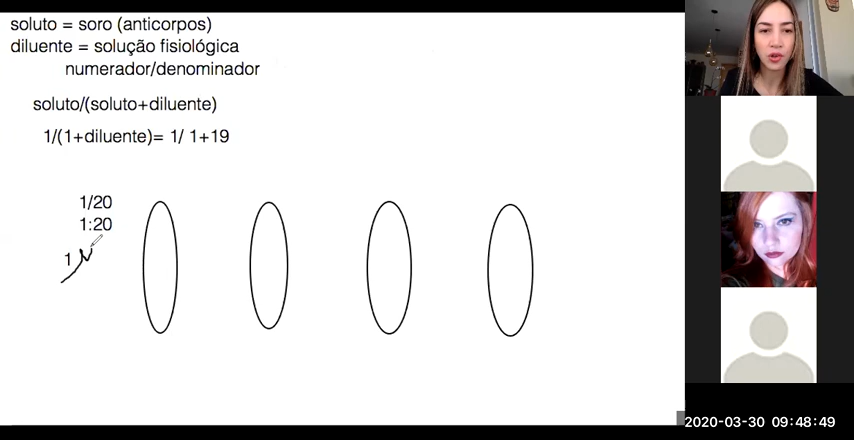 soluto = soro (anticorpos)
diluente = solução fisiológica
numerador/denominador
soluto/(soluto+diluente)
1/(1+diluente)= 1/ 1+19
1/20
1:20
1
2020-03-30 09:48:49